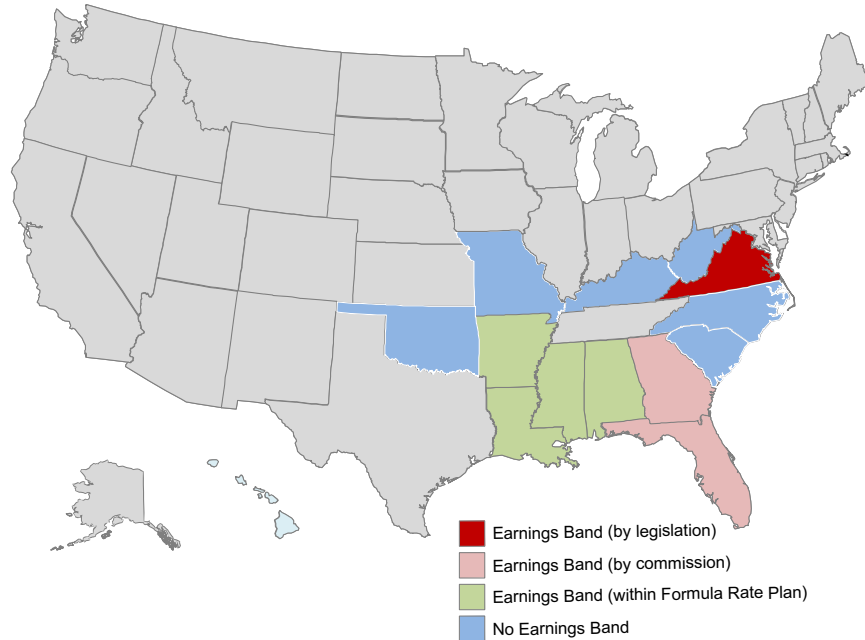 Earnings Band (by legislation)
Earnings Band (by commission)
Earnings Band (within Formula Rate Plan)
No Earnings Band